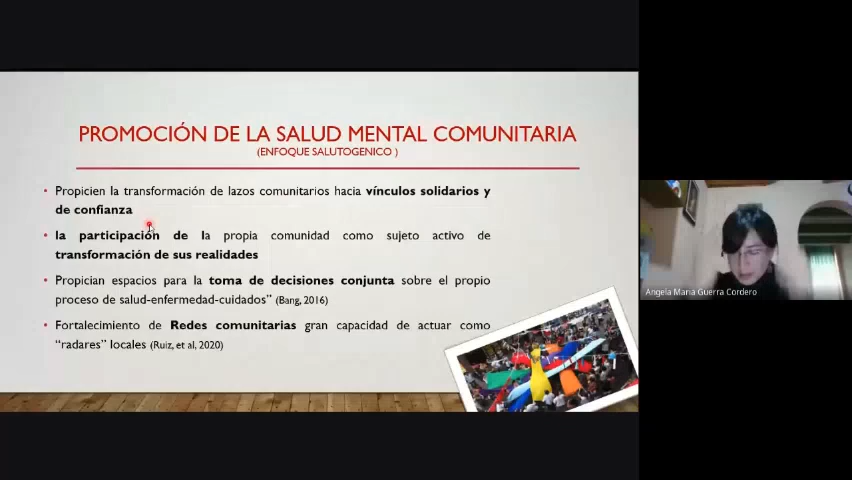 PROMOCIÓN DE LA SALUD MENTAL COMUNITARIA
(ENFOQUE SALUTOGENICO )
• Propicien la transformación de lazos comunitarios hacia vínculos solidarios y
de confianza
• la participación de la propia comunidad como sujeto activo de
transformación de sus realidades
• Propician espacios para la toma de decisiones conjunta sobre el propio
proceso de salud-enfermedad-cuidados” (Bang, 2016)
• Fortalecimiento de Redes comunitarias gran capacidad de actuar como
“radares” locales (Ruiz, et al, 2020)
Angela Maria Guerra Cordero